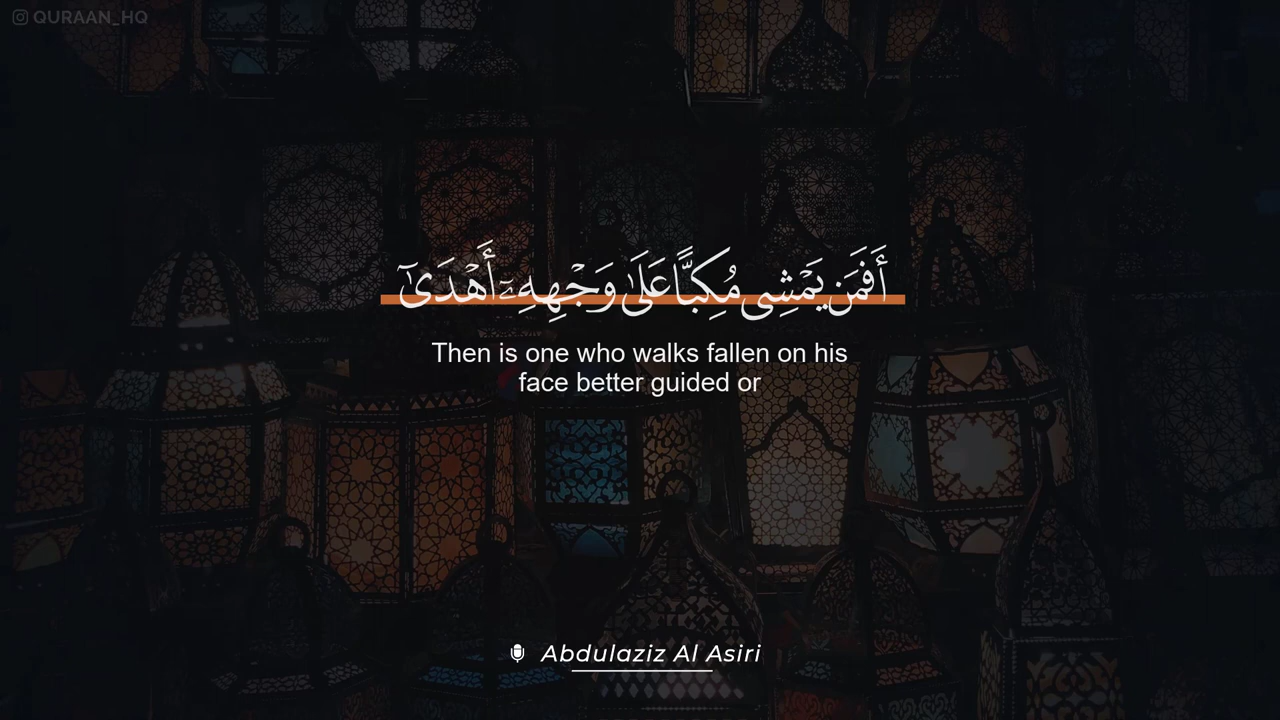 QURAAN_HQ
أَفَمَن يَمْشِى مُكِبًّا عَلَىٰ وَجْهِهِۦٓ أَهْدَىٰٓ
Then is one who walks fallen on his
face better guided or
Abdulaziz Al Asiri